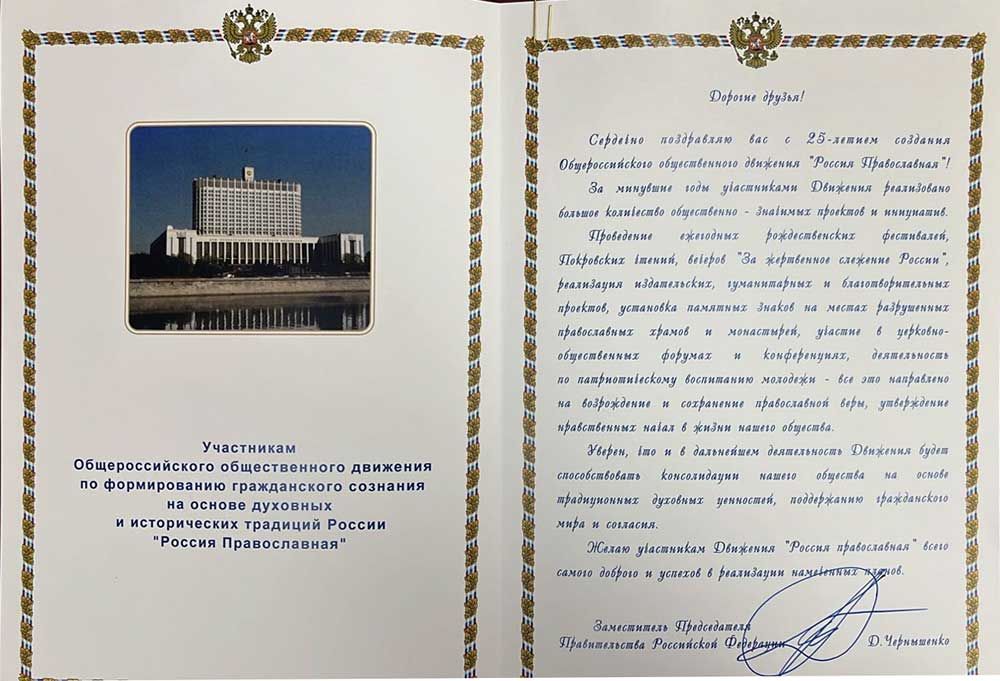 Участникам
Общероссийского общественного движения
по формированию гражданского сознания
на основе духовных
и исторических традиций России
"Россия Православная"
Дорогие друзья!
Сердечно поздравляю вас с 25-летием создания
Общероссийского общественного движения "Россия Православная"!
За минувшие годы участниками Движения реализовано
большое количество общественно - значимых проектов и инициатив.
Проведение ежегодных рождественских фестивалей,
Покровских чтений, вечеров "За жертвенное служение России",
реализация издательских, гуманитарных и благотворительных
проектов, установка памятных знаков на местах разрушенных
православных храмов и монастырей, участие в церковно-
общественных форумах и конференциях, деятельность
по патриотическому воспитанию молодежи - все это направлено
на возрождение и сохранение православной веры, утверждение
нравственных начал в жизни нашего общества.
Уверен, что и в дальнейшем деятельность Движения будет
способствовать консолидации нашего общества на основе
традиционных духовных ценностей, поддержанию гражданского
мира и согласия.
Желаю участникам Движения "Россия православная" всего
самого доброго и успехов в реализации намеченных планов.
Заместитель Председателя
Правительства Российской Федерации
Д.Чернышенко